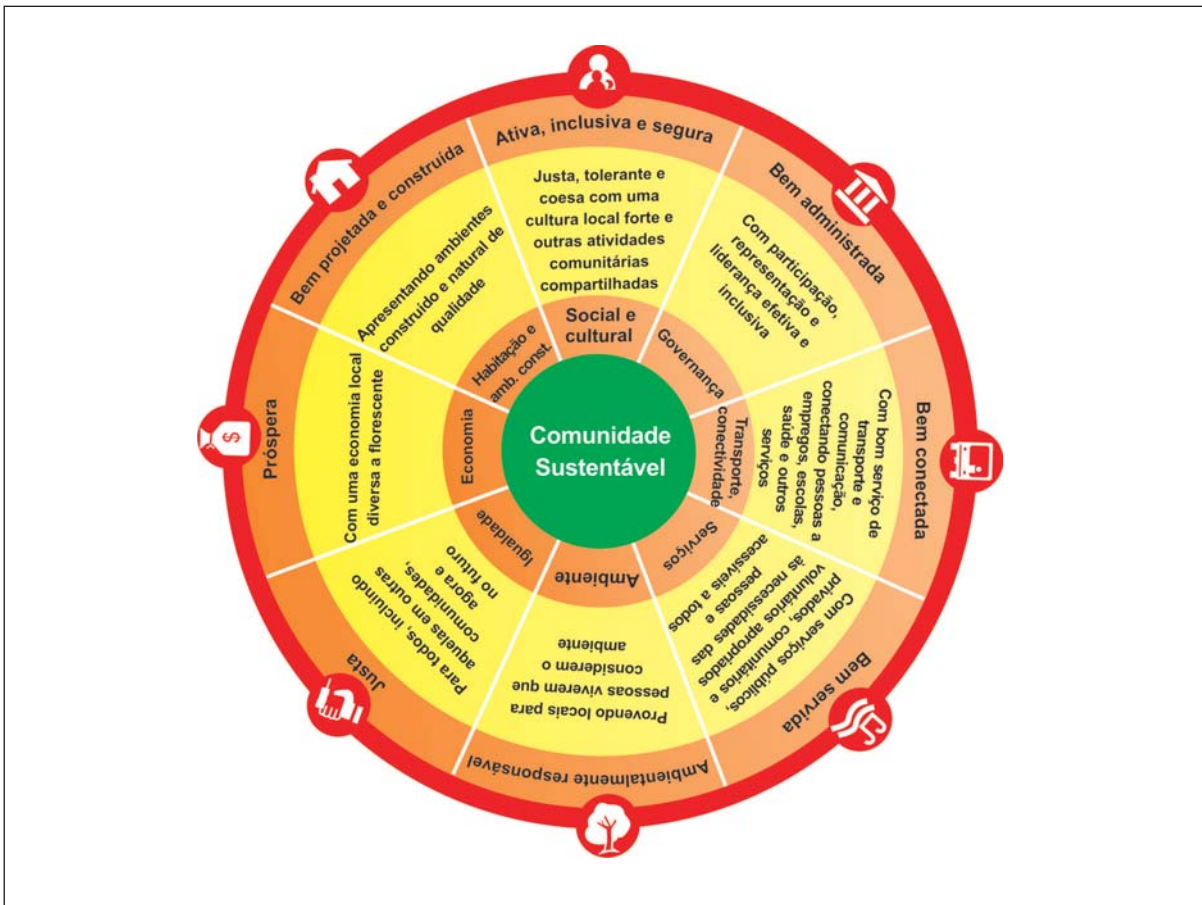 Comunidade
Sustentável
Ativa, inclusiva e segura
Justa, tolerante e
coesa com uma
cultura local forte e
outras atividades
comunitárias
compartilhadas
Social e
cultural
Bem administrada
Com participação,
representação e
liderança efetiva e
inclusiva
Governança
Bem conectada
Com bom serviço de
transporte e
comunicação,
conectando pessoas a
empregos, escolas,
saúde e outros
serviços
Transporte,
conectividade
Bem servida
Com serviços públicos,
privados, comunitários e
voluntários apropriados
às necessidades das
pessoas e
acessíveis a todos
Serviços
Ambientalmente responsável
Provendo locais para
pessoas viverem que
considerem o
ambiente
Ambiente
Justa
Para todos, incluindo
aquelas em outras
comunidades,
agora e
no futuro
Igualdade
Próspera
Com uma economia local
diversa a florescente
Economia
$
Bem projetada e construida
Apresentando ambientes
construído e natural de
qualidade
Habitação e
amb. const.